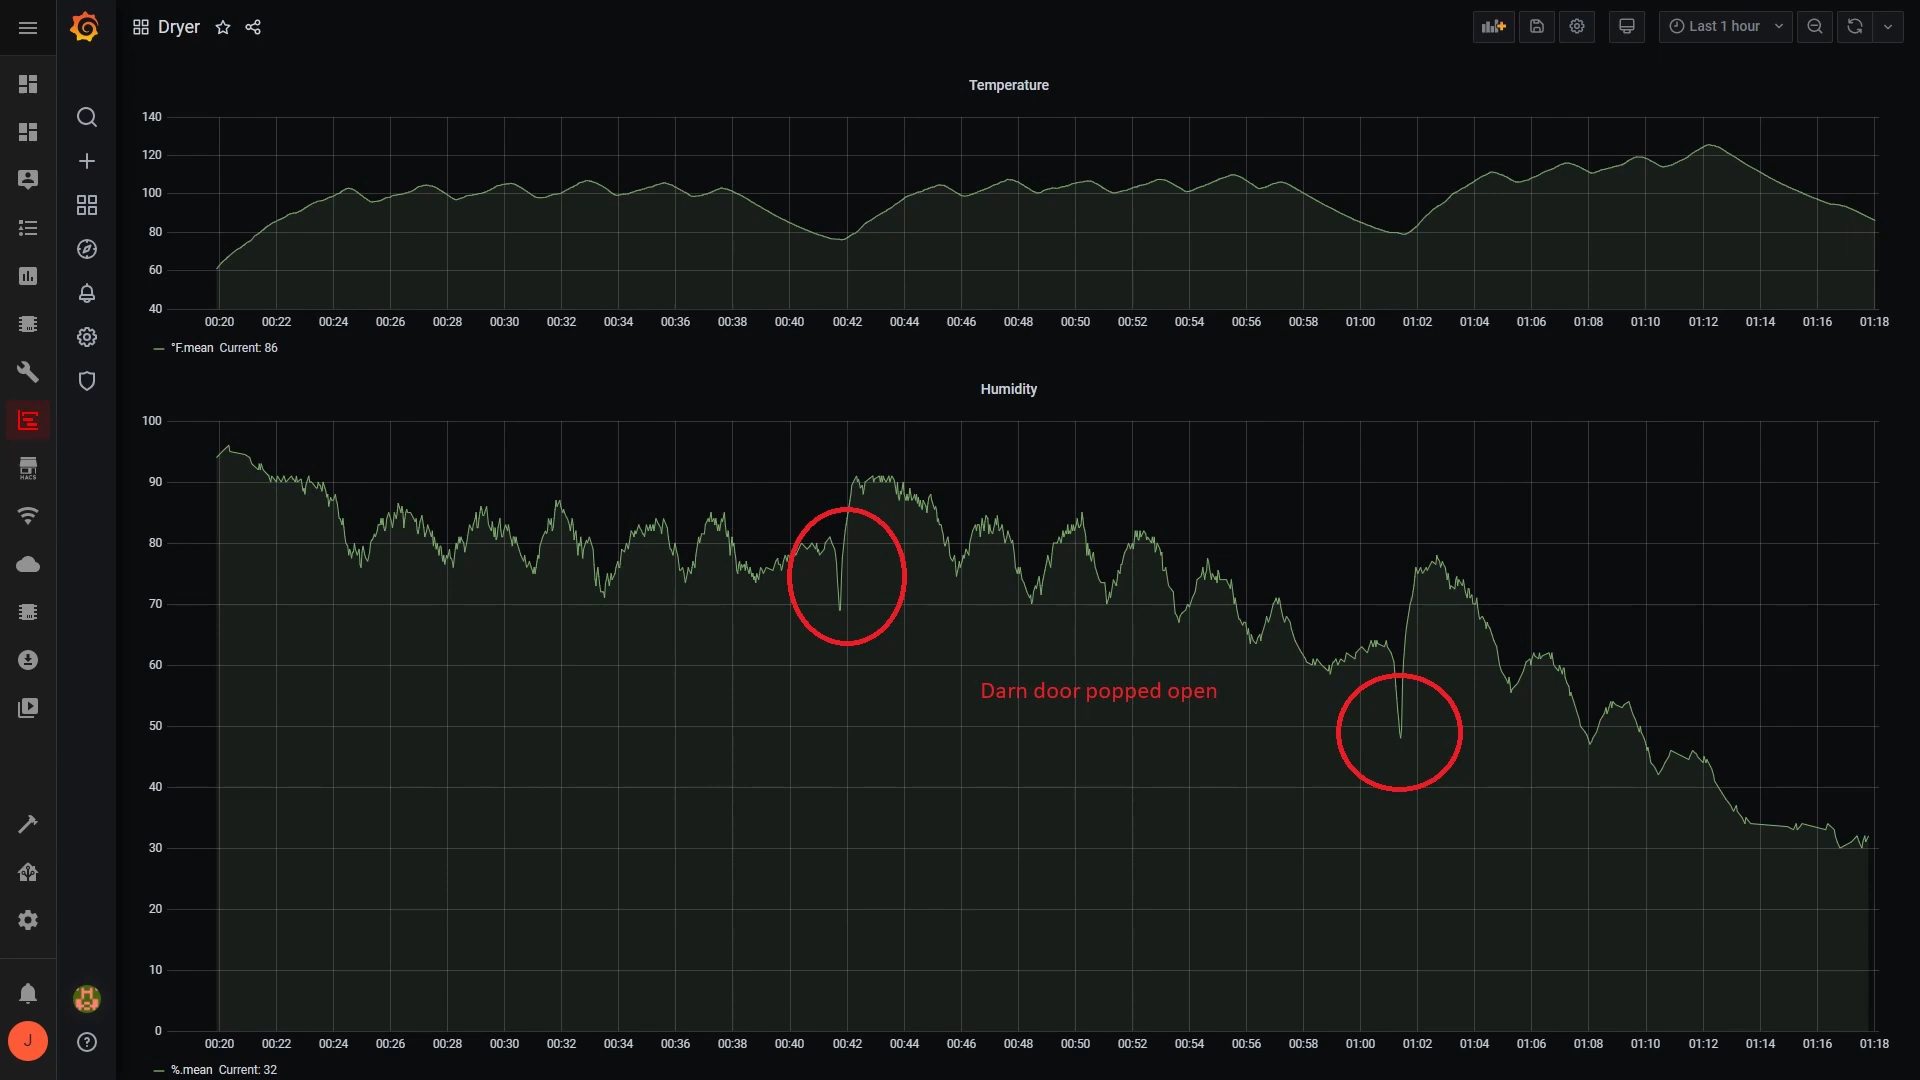 Dryer
Last 1 hour
Temperature
140
120
100
80
60
40
00:20 00:22 00:24 00:26 00:28 00:30 00:32 00:34 00:36 00:38 00:40 00:42 00:44 00:46 00:48 00:50 00:52 00:54 00:56 00:58 01:00 01:02 01:04 01:06 01:08 01:10 01:12 01:14 01:16 01:18
°F.mean Current: 86
Humidity
100
90
80
70
60
Darn door popped open
50
40
30
20
10
0
00:20 00:22 00:24 00:26 00:28 00:30 00:32 00:34 00:36 00:38 00:40 00:42 00:44 00:46 00:48 00:50 00:52 00:54 00:56 00:58 01:00 01:02 01:04 01:06 01:08 01:10 01:12 01:14 01:16 01:18
%.mean Current: 32
HACS
J